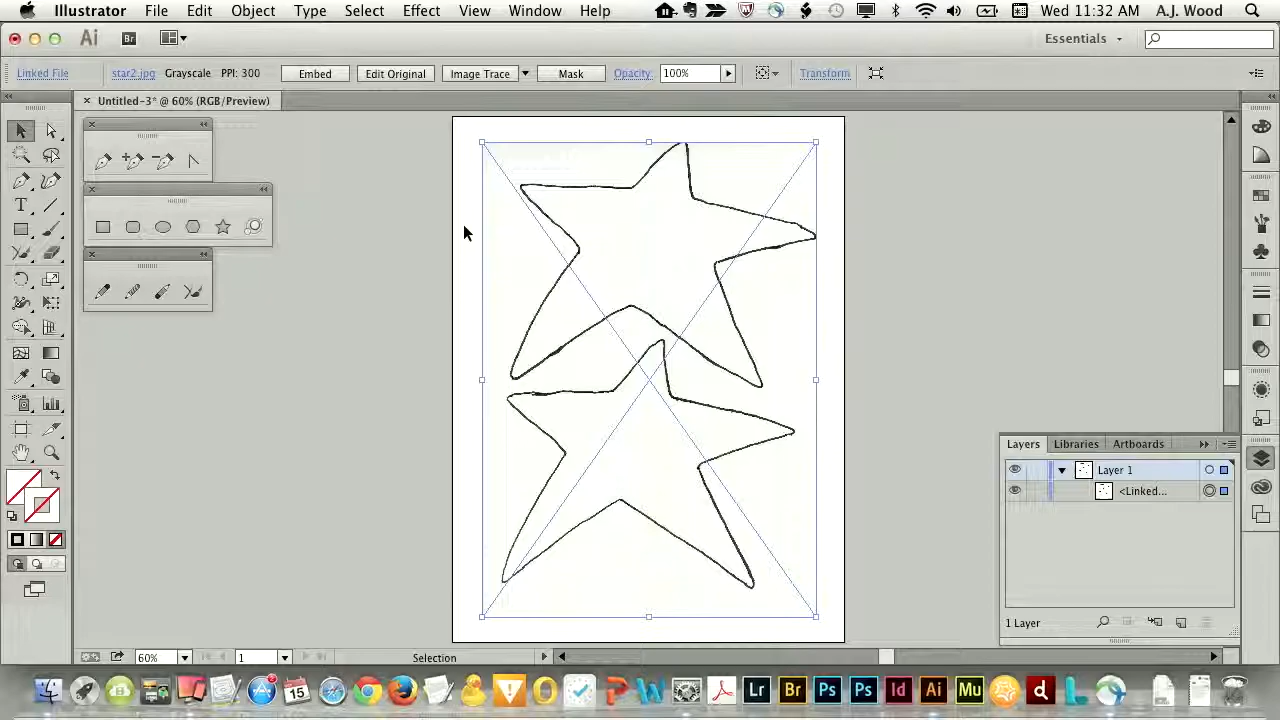 Illustrator File Edit Object Type Select Effect View Window Help Wed 11:32 AM A.J. Wood
Ai Br Essentials
Linked File star2.jpg Grayscale PPI: 300 Embed Edit Original Image Trace Mask Opacity: 100% Transform
× Untitled-3* @ 60% (RGB/Preview)
T
Layers Libraries Artboards
Layer 1
<Linked...
1 Layer
60% 1 Selection
15 Lr Br Ps Ps Id Ai Mu